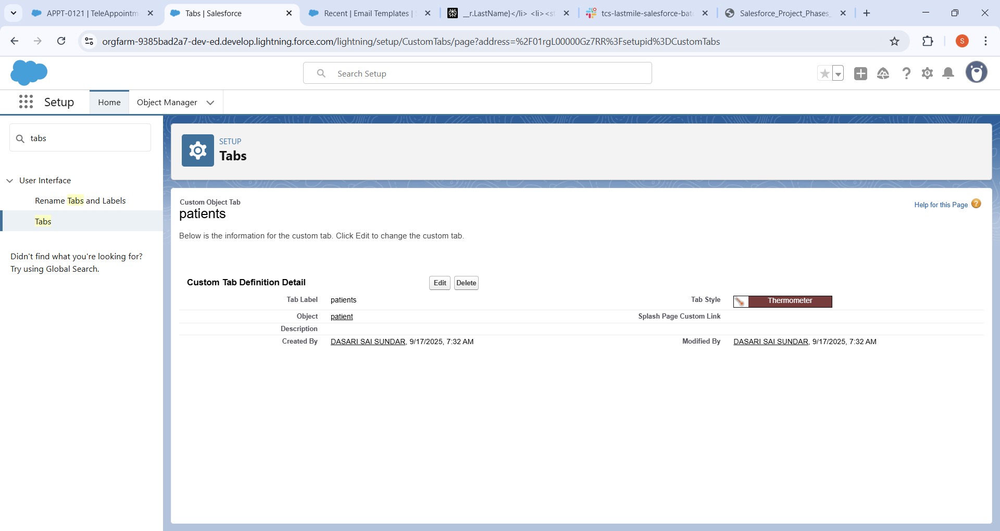 APPT-0121 | TeleAppointm
Tabs | Salesforce
Recent | Email Templates |
__r.LastName}</li> <li><st
tcs-lastmile-salesforce-bat
Salesforce_Project_Phases_
orgfarm-9385bad2a7-dev-ed.develop.lightning.force.com/lightning/setup/CustomTabs/page?address=%2F01rgL00000Gz7RR%3Fsetupid%3DCustomTabs
S
Search Setup
Setup
Home
Object Manager
tabs
User Interface
Rename Tabs and Labels
Tabs
Didn't find what you're looking for?
Try using Global Search.
SETUP
Tabs
Custom Object Tab
patients
Help for this Page
Below is the information for the custom tab. Click Edit to change the custom tab.
Custom Tab Definition Detail
Edit
Delete
Tab Label patients
Tab Style Thermometer
Object patient
Splash Page Custom Link
Description
Created By DASARI SAI SUNDAR, 9/17/2025, 7:32 AM
Modified By DASARI SAI SUNDAR, 9/17/2025, 7:32 AM